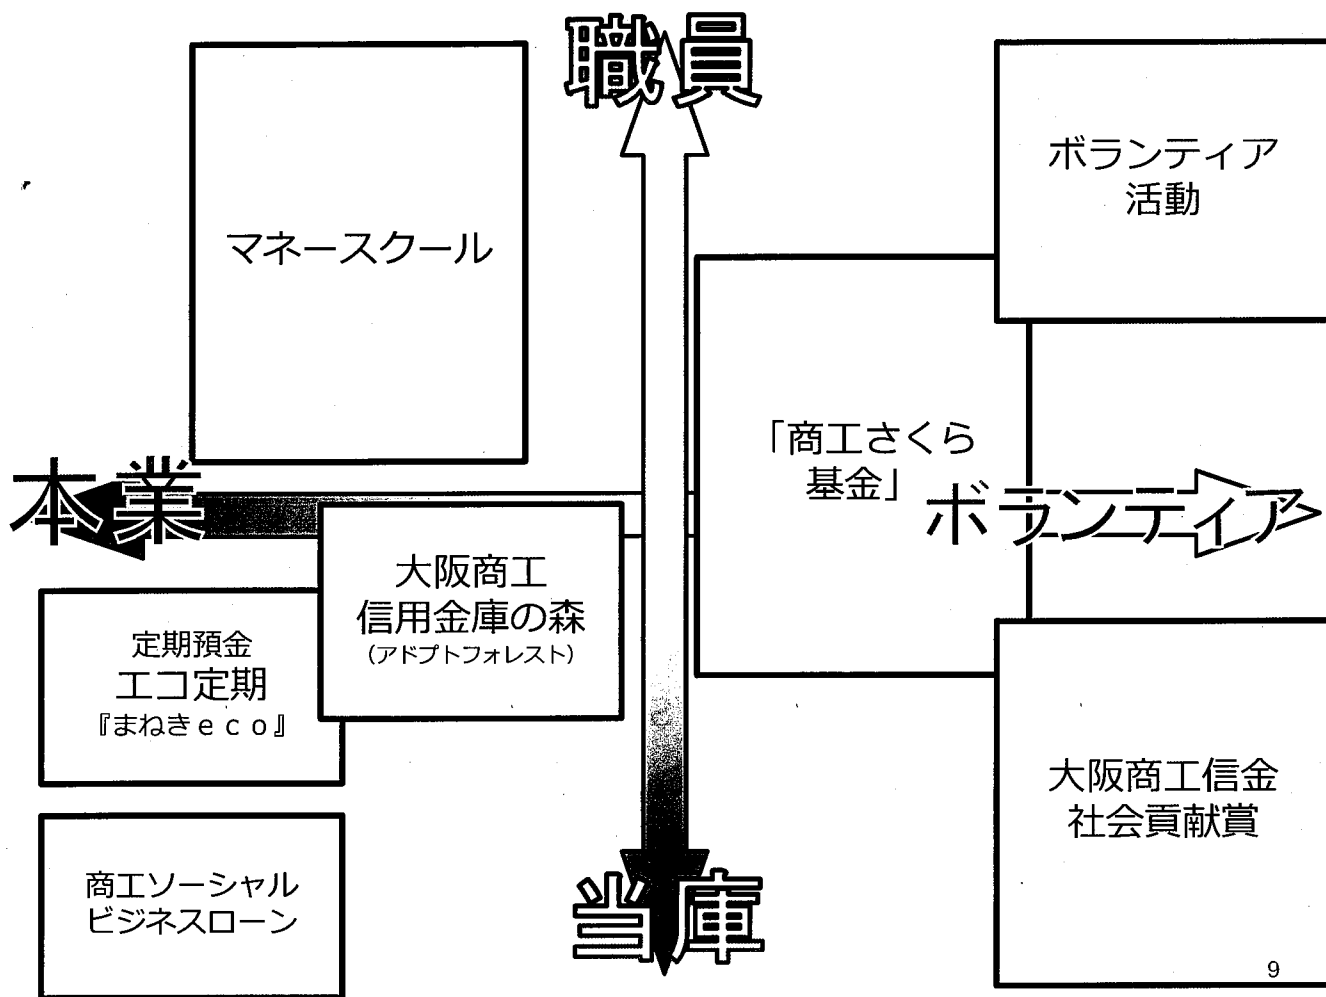 職員
マネースクール
ボランティア
活動
「商工さくら
基金」
本業
ボランティア
大阪商工
信用金庫の森
（アドプトフォレスト）
定期預金
エコ定期
『まねきｅｃｏ』
商工ソーシャル
ビジネスローン
大阪商工信金
社会貢献賞
当庫
9